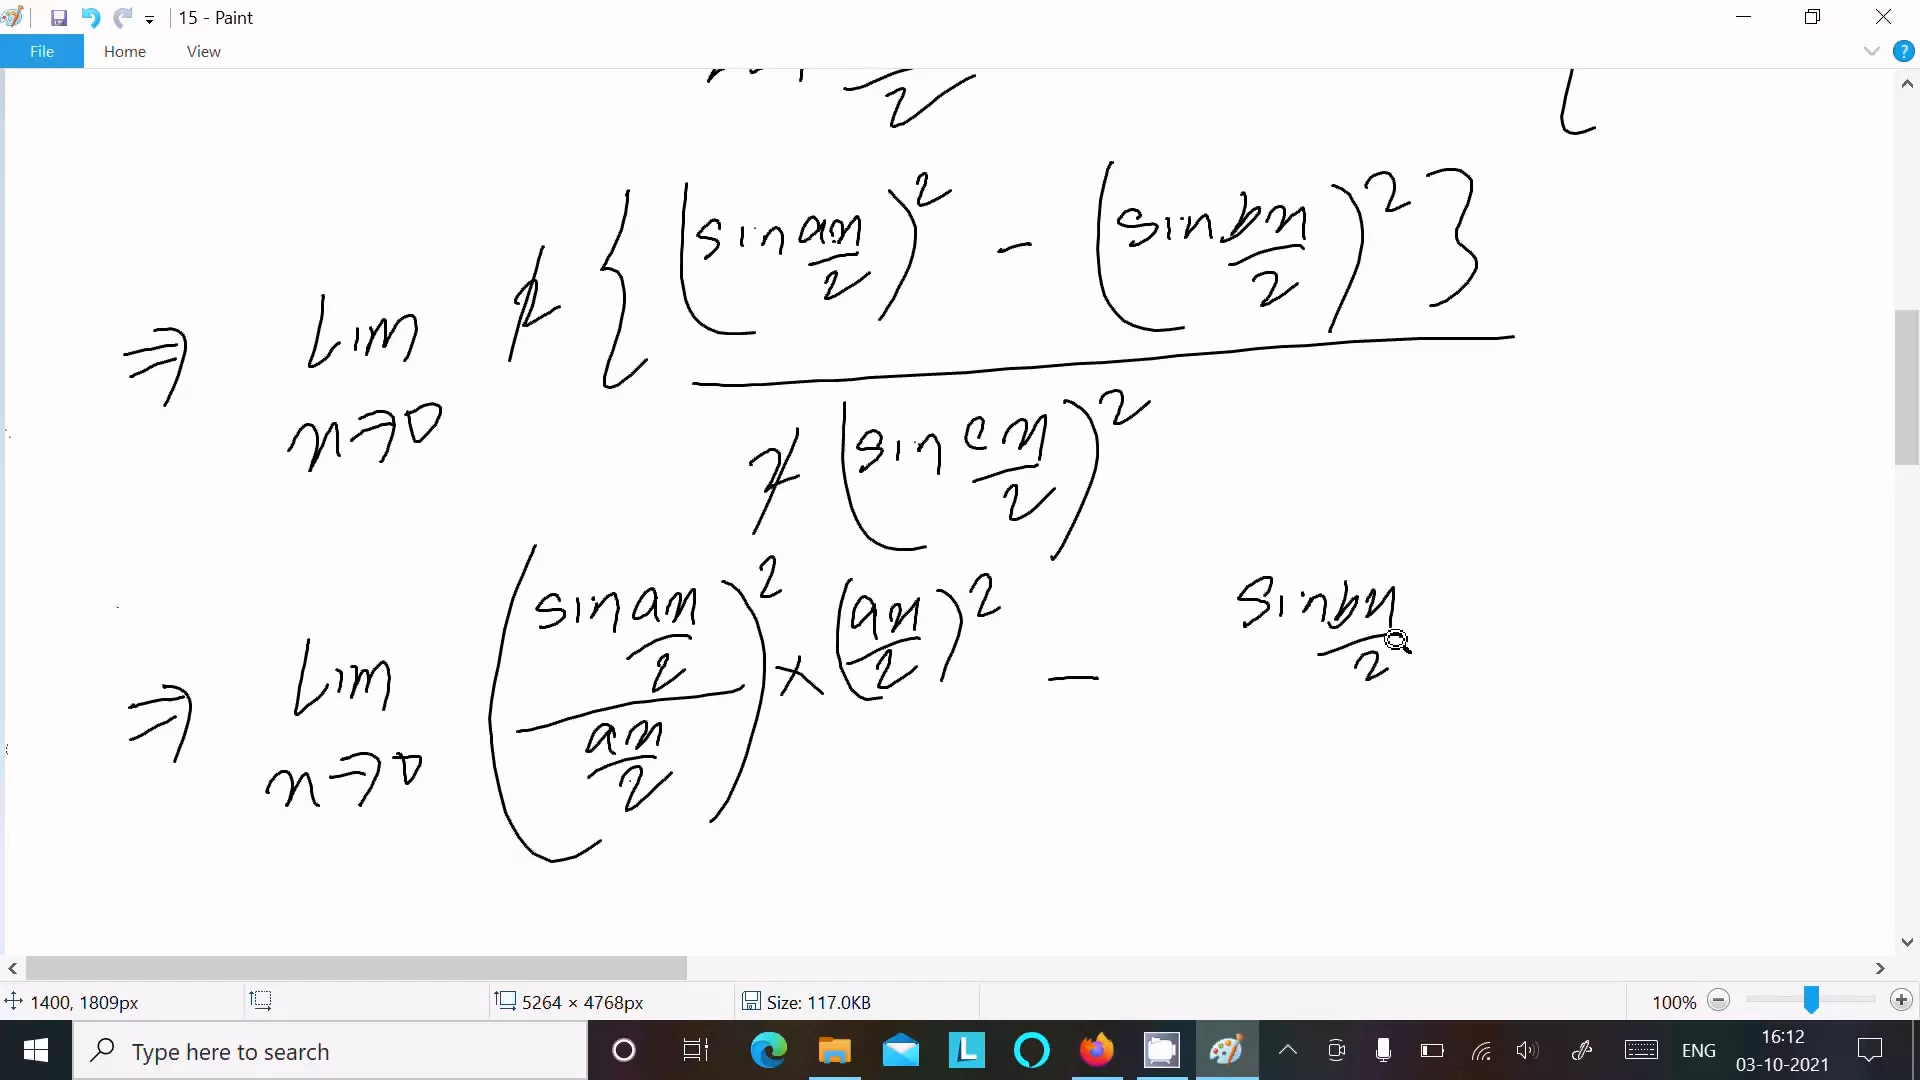 15 - Paint
File Home View
2
⇒ Lim x→0 2 { (sin ax/2)² - (sin bx/2)² }
2 (sin cx/2)²
⇒ Lim x→0 (sin ax/2 / ax/2)² × (ax/2)² - sin bx/2
1400, 1809px 5264 × 4768px Size: 117.0KB 100%
Type here to search L ENG 16:12
03-10-2021